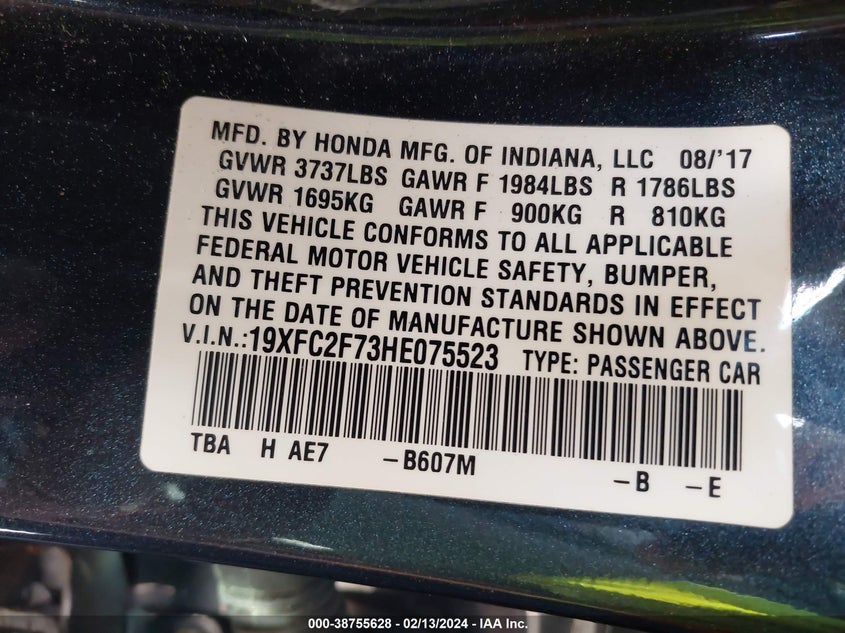 MFD. BY HONDA MFG. OF INDIANA, LLC 08/'17
GVWR 3737LBS GAWR F 1984LBS R 1786LBS
GVWR 1695KG GAWR F 900KG R 810KG
THIS VEHICLE CONFORMS TO ALL APPLICABLE
FEDERAL MOTOR VEHICLE SAFETY, BUMPER,
AND THEFT PREVENTION STANDARDS IN EFFECT
ON THE DATE OF MANUFACTURE SHOWN ABOVE.
V.I.N.:19XFC2F73HE075523 TYPE: PASSENGER CAR
TBA H AE7 -B607M -B -E
000-38755628 - 02/13/2024 - IAA Inc.